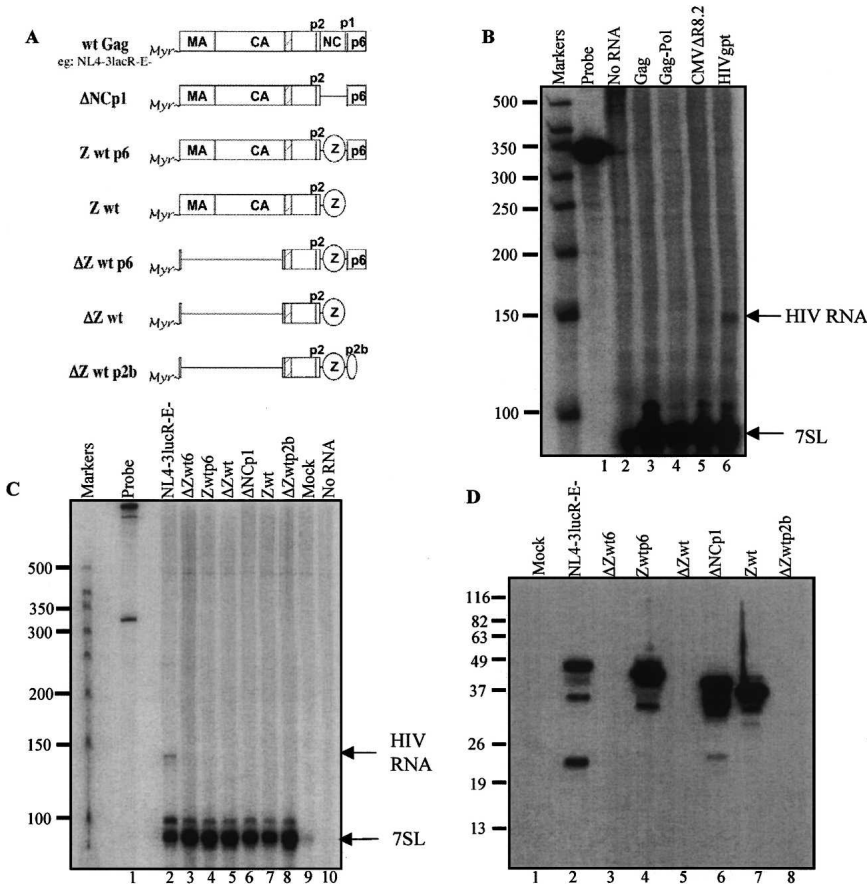 A
p2
p1
wt Gag
Myr
MA
CA
NC
p6
eg: NL4-3lacR-E-
ΔNCp1
Myr
MA
CA
p2
p6
Z wt p6
Myr
MA
CA
p2
Z
p6
Z wt
Myr
MA
CA
p2
Z
ΔZ wt p6
Myr
p2
Z
p6
ΔZ wt
Myr
p2
Z
ΔZ wt p2b
Myr
p2
Z
p2b
B
Markers
Probe
No RNA
Gag
Gag-Pol
CMVΔR8.2
HIVgpt
500
350
300
250
200
150
100
HIV RNA
7SL
1 2 3 4 5 6
C
Markers
Probe
NL4-3lucR-E-
ΔZwt6
Zwtp6
ΔZwt
ΔNCp1
Zwt
ΔZwtp2b
Mock
No RNA
500
350
300
200
150
100
HIV
RNA
7SL
1 2 3 4 5 6 7 8 9 10
D
Mock
NL4-3lucR-E-
ΔZwt6
Zwtp6
ΔZwt
ΔNCp1
Zwt
ΔZwtp2b
116
82
63
49
37
26
19
13
1 2 3 4 5 6 7 8